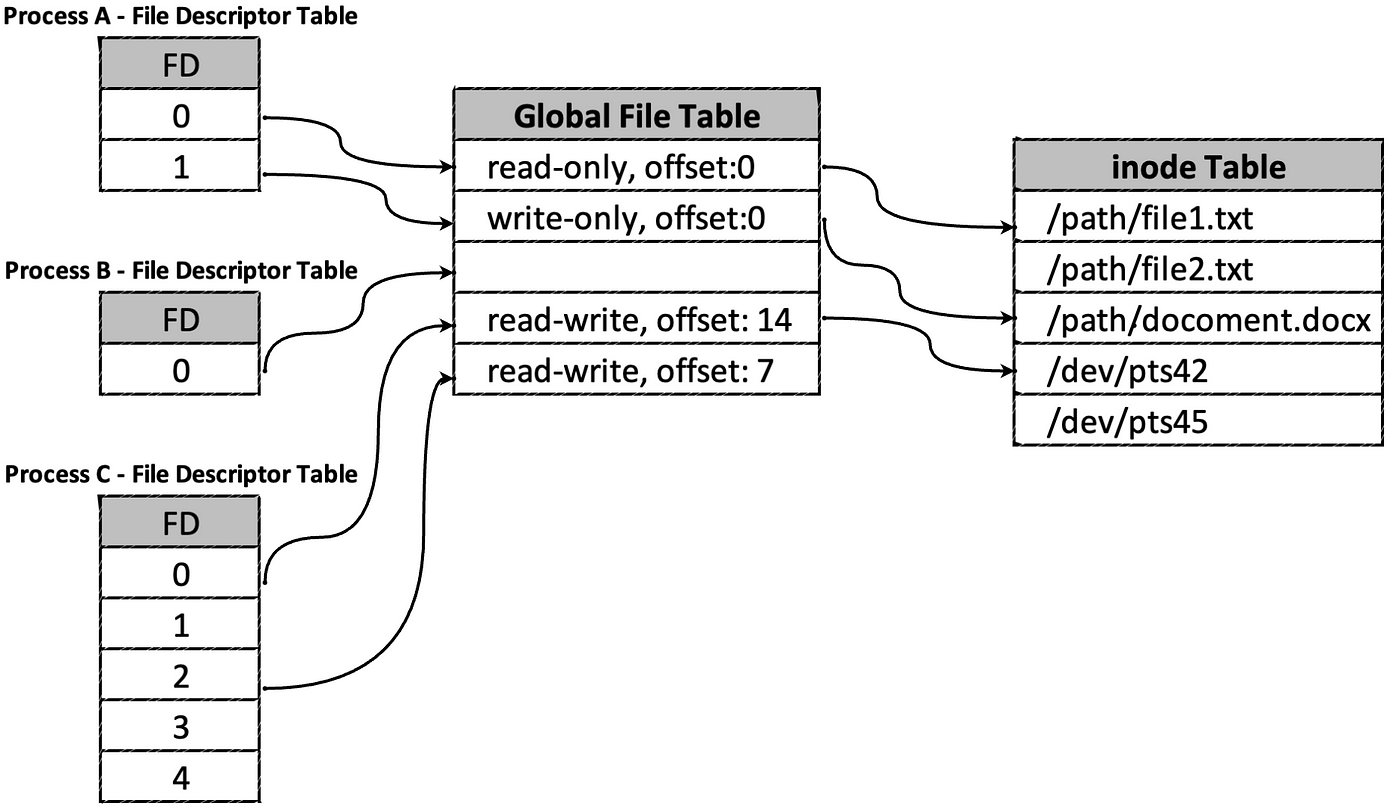 Process A - File Descriptor Table
FD
0
1
Process B - File Descriptor Table
FD
0
Process C - File Descriptor Table
FD
0
1
2
3
4
Global File Table
read-only, offset:0
write-only, offset:0
read-write, offset: 14
read-write, offset: 7
inode Table
/path/file1.txt
/path/file2.txt
/path/docoment.docx
/dev/pts42
/dev/pts45